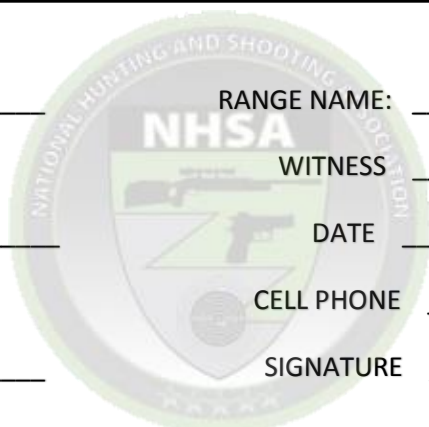 NATIONAL HUNTING AND SHOOTING ASSOCIATION
NHSA
RANGE NAME:
WITNESS
DATE
CELL PHONE
SIGNATURE